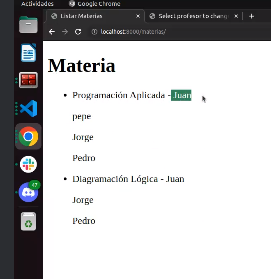 Actividades
Google Chrome
Listar Materias
Select profesor to chang
localhost:8000/materias/
Materia
Programación Aplicada - Juan
pepe
Jorge
Pedro
Diagramación Lógica - Juan
Jorge
Pedro
47